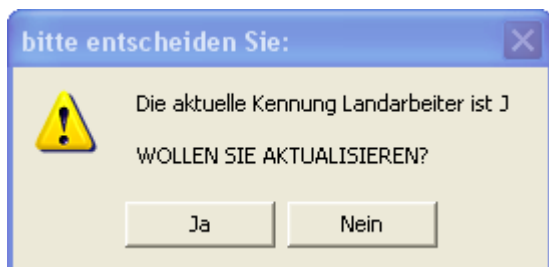 bitte entscheiden Sie:
Die aktuelle Kennung Landarbeiter ist J
WOLLEN SIE AKTUALISIEREN?
Ja
Nein